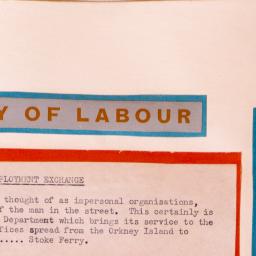 Y OF LABOUR
PLOYMENT EXCHANGE
thought of as impersonal organisations,
f the man in the street. This certainly is
Department which brings its service to the
fices spread from the Orkney Island to
..... Stoke Ferry.